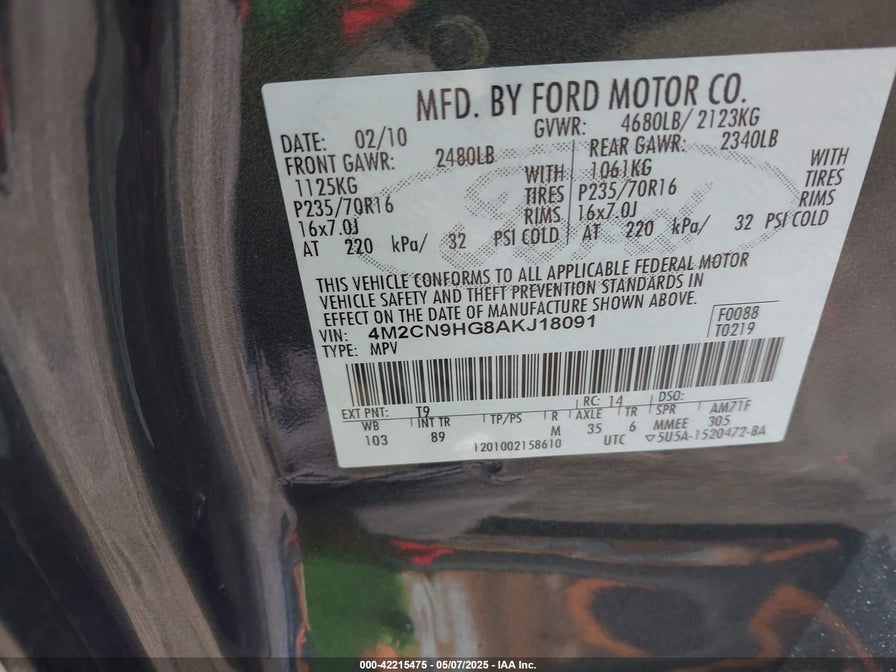 MFD. BY FORD MOTOR CO.
DATE: 02/10 GVWR: 4680LB/ 2123KG
FRONT GAWR: 2480LB REAR GAWR: 2340LB
1125KG WITH 1061KG WITH
P235/70R16 TIRES P235/70R16 TIRES
16x7.0J RIMS 16x7.0J RIMS
AT 220 kPa/ 32 PSI COLD AT 220 kPa/ 32 PSI COLD
THIS VEHICLE CONFORMS TO ALL APPLICABLE FEDERAL MOTOR
VEHICLE SAFETY AND THEFT PREVENTION STANDARDS IN
EFFECT ON THE DATE OF MANUFACTURE SHOWN ABOVE.
VIN: 4M2CN9HG8AKJ18091 F0088
TYPE: MPV T0219
EXT PNT: T9 RC: 14 DSO:
WB INT TR TP/PS R AXLE TR SPR AM71F
103 89 M 35 6 MMEE 305
1201002158610 UTC ▽5U5A-1520472-BA
Ford
000-42215475 - 05/07/2025 - IAA Inc.